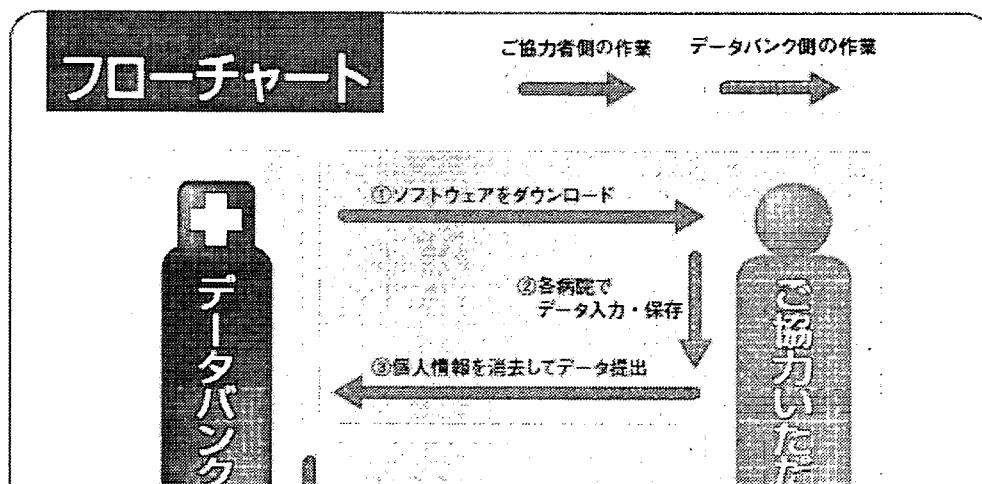 フローチャート
ご協力者側の作業
データバンク側の作業
①ソフトウェアをダウンロード
②各病院で
データ入力・保存
③個人情報を消去してデータ提出
データバンク
ご協力いただ